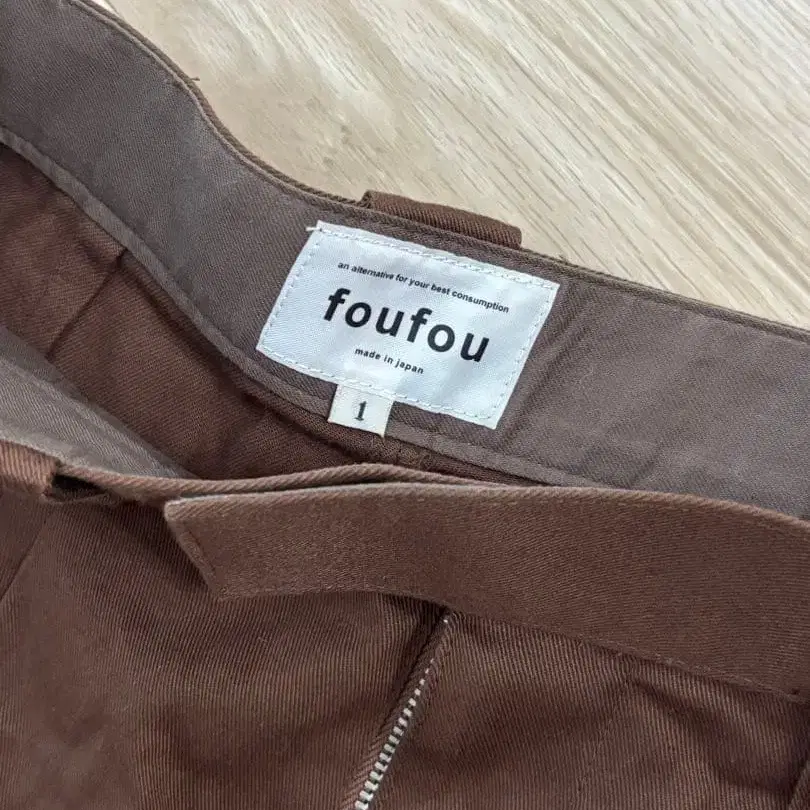 an alternative for your best consumption
foufou
made in japan
1